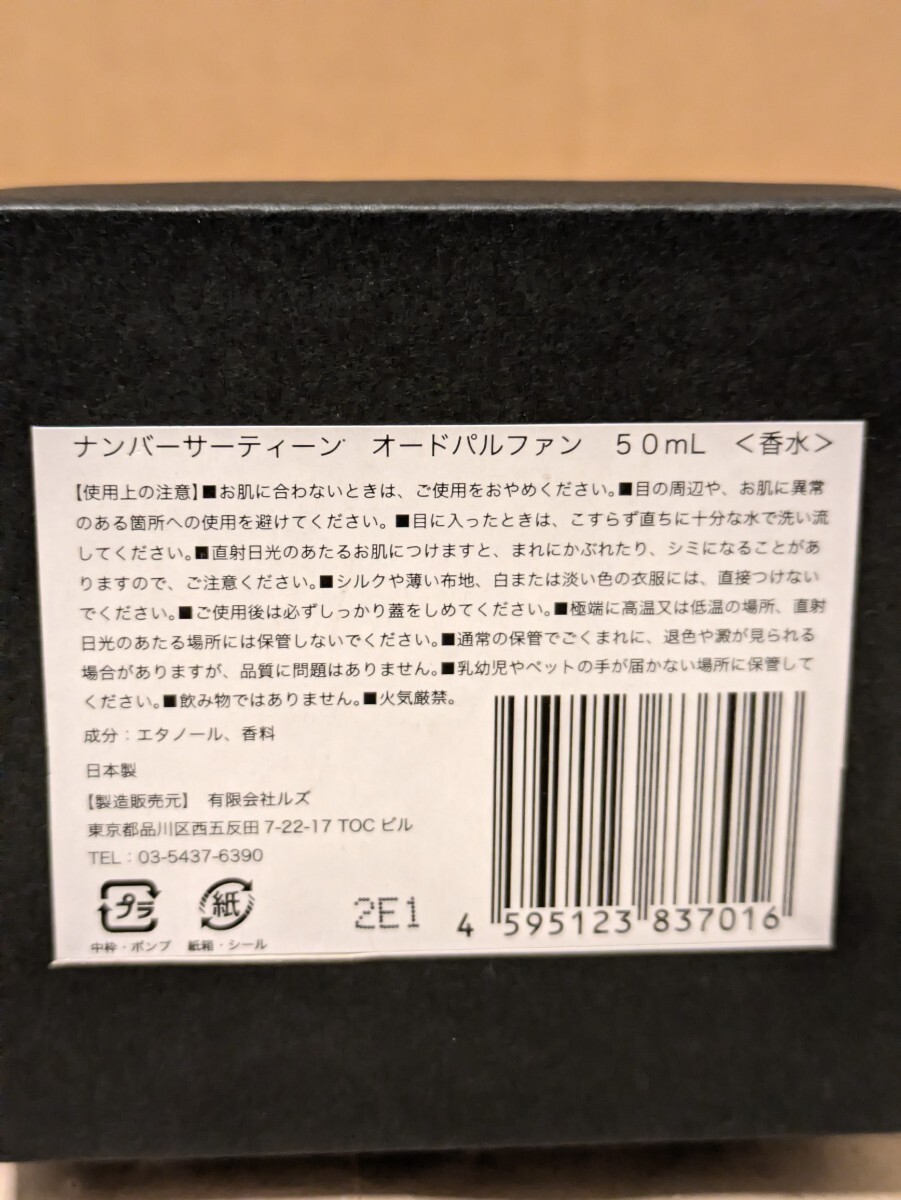 ナンバーサーティーン　オードパルファン　５０ｍＬ　＜香水＞
【使用上の注意】■お肌に合わないときは、ご使用をおやめください。■目の周辺や、お肌に異常
のある箇所への使用を避けてください。■目に入ったときは、こすらず直ちに十分な水で洗い流
してください。■直射日光のあたるお肌につけますと、まれにかぶれたり、シミになることがあ
りますので、ご注意ください。■シルクや薄い布地、白または淡い色の衣服には、直接つけない
でください。■ご使用後は必ずしっかり蓋をしめてください。■極端に高温又は低温の場所、直射
日光のあたる場所には保管しないでください。■通常の保管でごくまれに、退色や澱が見られる
場合がありますが、品質に問題はありません。■乳幼児やペットの手が届かない場所に保管して
ください。■飲み物ではありません。■火気厳禁。
成分：エタノール、香料
日本製
【製造販売元】　有限会社ルズ
東京都品川区西五反田 7-22-17 TOC ビル
TEL：03-5437-6390
プラ
中枠・ポンプ
紙
紙箱・シール
2E1
4 595123 837016